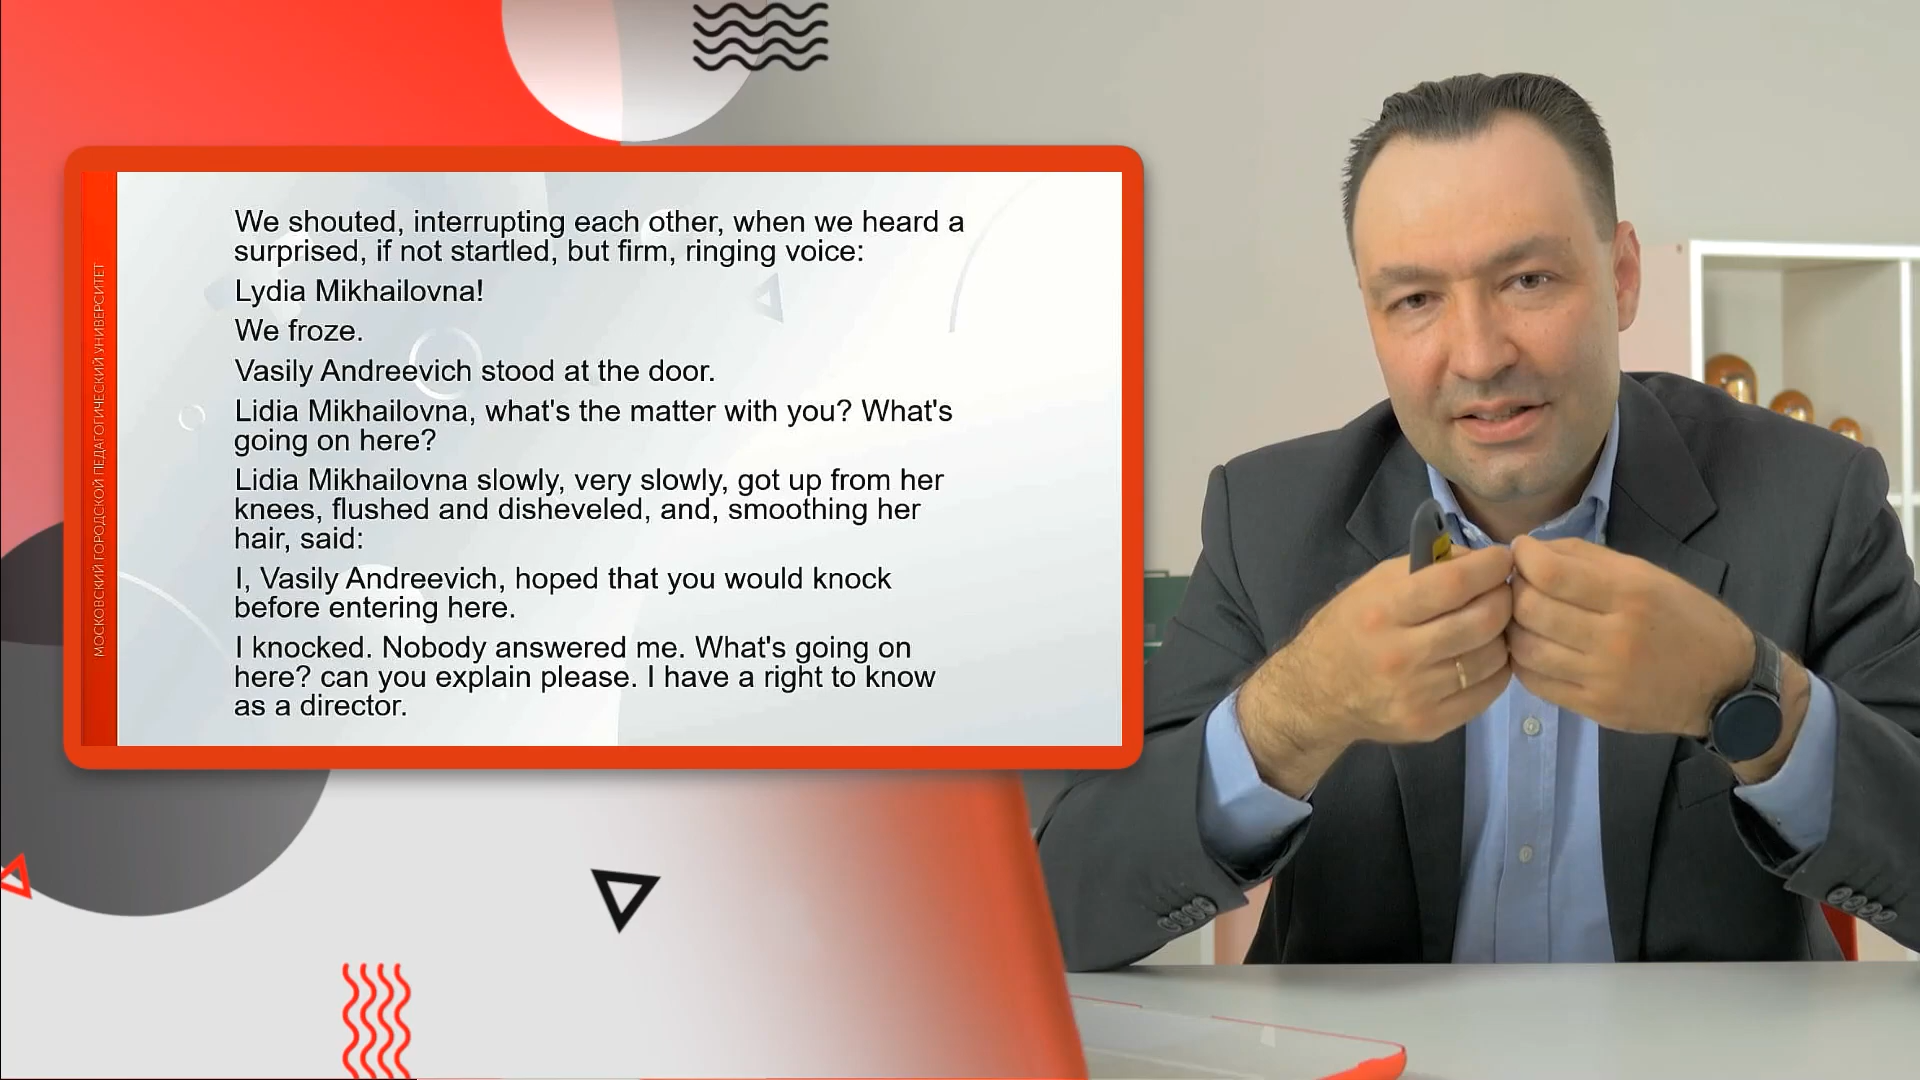 We shouted, interrupting each other, when we heard a
surprised, if not startled, but firm, ringing voice:
Lydia Mikhailovna!
We froze.
Vasily Andreevich stood at the door.
Lidia Mikhailovna, what's the matter with you? What's
going on here?
Lidia Mikhailovna slowly, very slowly, got up from her
knees, flushed and disheveled, and, smoothing her
hair, said:
I, Vasily Andreevich, hoped that you would knock
before entering here.
I knocked. Nobody answered me. What's going on
here? can you explain please. I have a right to know
as a director.
МОСКОВСКИЙ ГОРОДСКОЙ ПЕДАГОГИЧЕСКИЙ УНИВЕРСИТЕТ